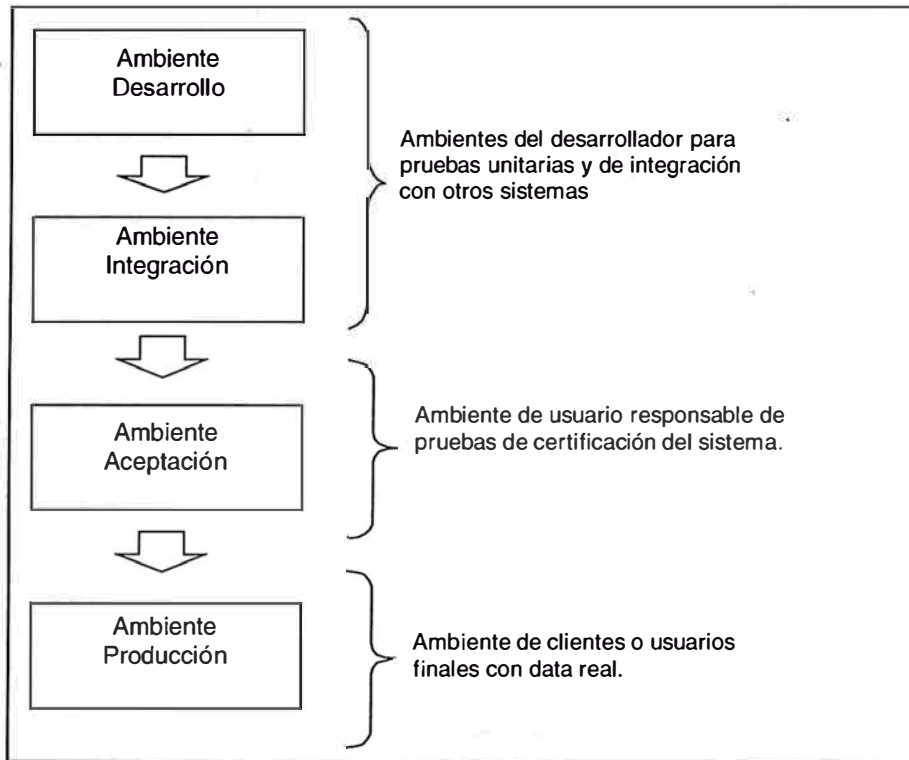 Ambiente
Desarrollo
Ambientes del desarrollador para
pruebas unitarias y de integración
con otros sistemas
Ambiente
Integración
Ambiente
Aceptación
Ambiente de usuario responsable de
pruebas de certificación del sistema.
Ambiente
Producción
Ambiente de clientes o usuarios
finales con data real.